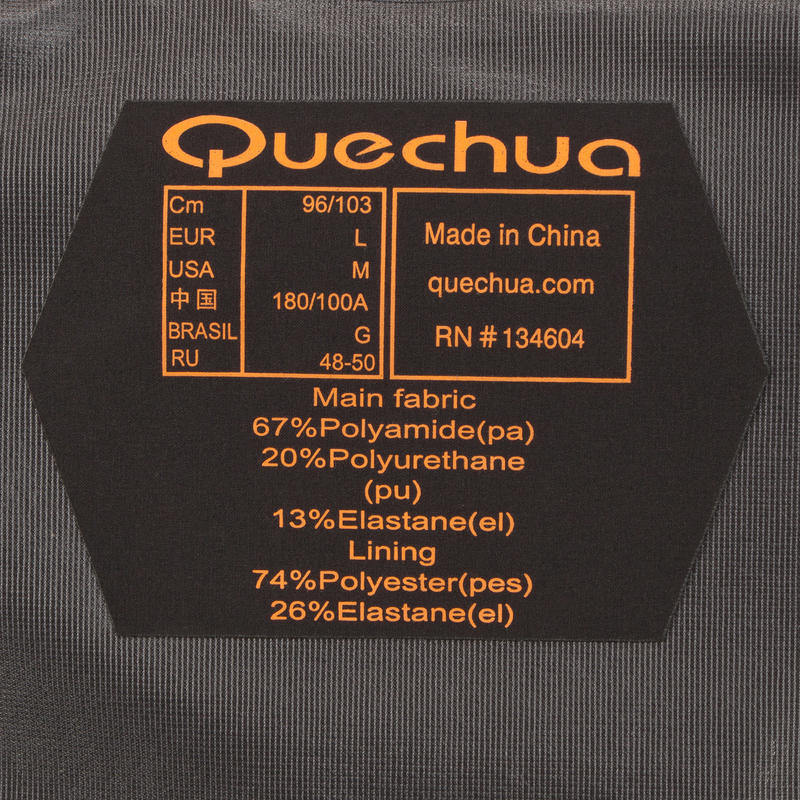 Quechua
Cm 96/103
EUR L
USA M
中国 180/100A
BRASIL G
RU 48-50
Made in China
quechua.com
RN # 134604
Main fabric
67%Polyamide(pa)
20%Polyurethane
(pu)
13%Elastane(el)
Lining
74%Polyester(pes)
26%Elastane(el)